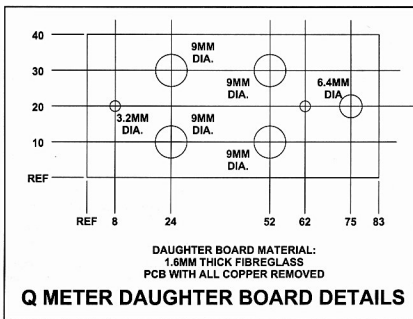 40
9MM
DIA.
30
9MM
DIA.
6.4MM
DIA.
20
3.2MM
DIA.
9MM
DIA.
10
9MM
DIA.
REF
REF 8 24 52 62 75 83
DAUGHTER BOARD MATERIAL:
1.6MM THICK FIBREGLASS
PCB WITH ALL COPPER REMOVED
Q METER DAUGHTER BOARD DETAILS